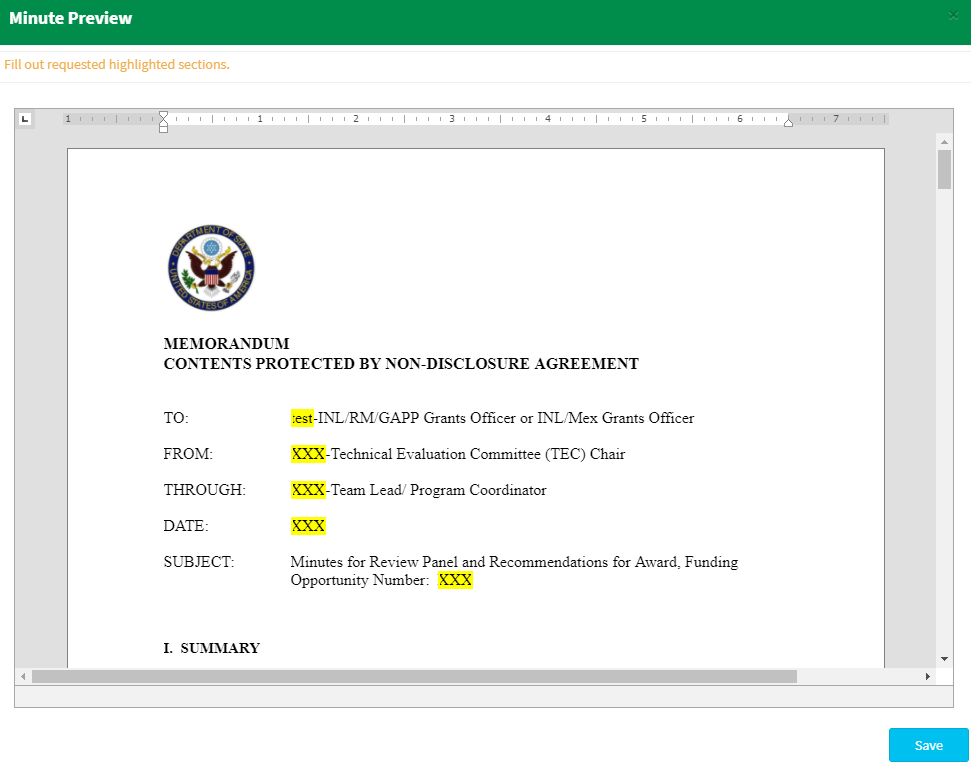 Minute Preview
Fill out requested highlighted sections.
1 1 2 3 4 5 6 7
DEPARTMENT OF STATE
UNITED STATES OF AMERICA
MEMORANDUM
CONTENTS PROTECTED BY NON-DISCLOSURE AGREEMENT
TO: test-INL/RM/GAPP Grants Officer or INL/Mex Grants Officer
FROM: XXX-Technical Evaluation Committee (TEC) Chair
THROUGH: XXX-Team Lead/ Program Coordinator
DATE: XXX
SUBJECT: Minutes for Review Panel and Recommendations for Award, Funding
Opportunity Number: XXX
I. SUMMARY
Save